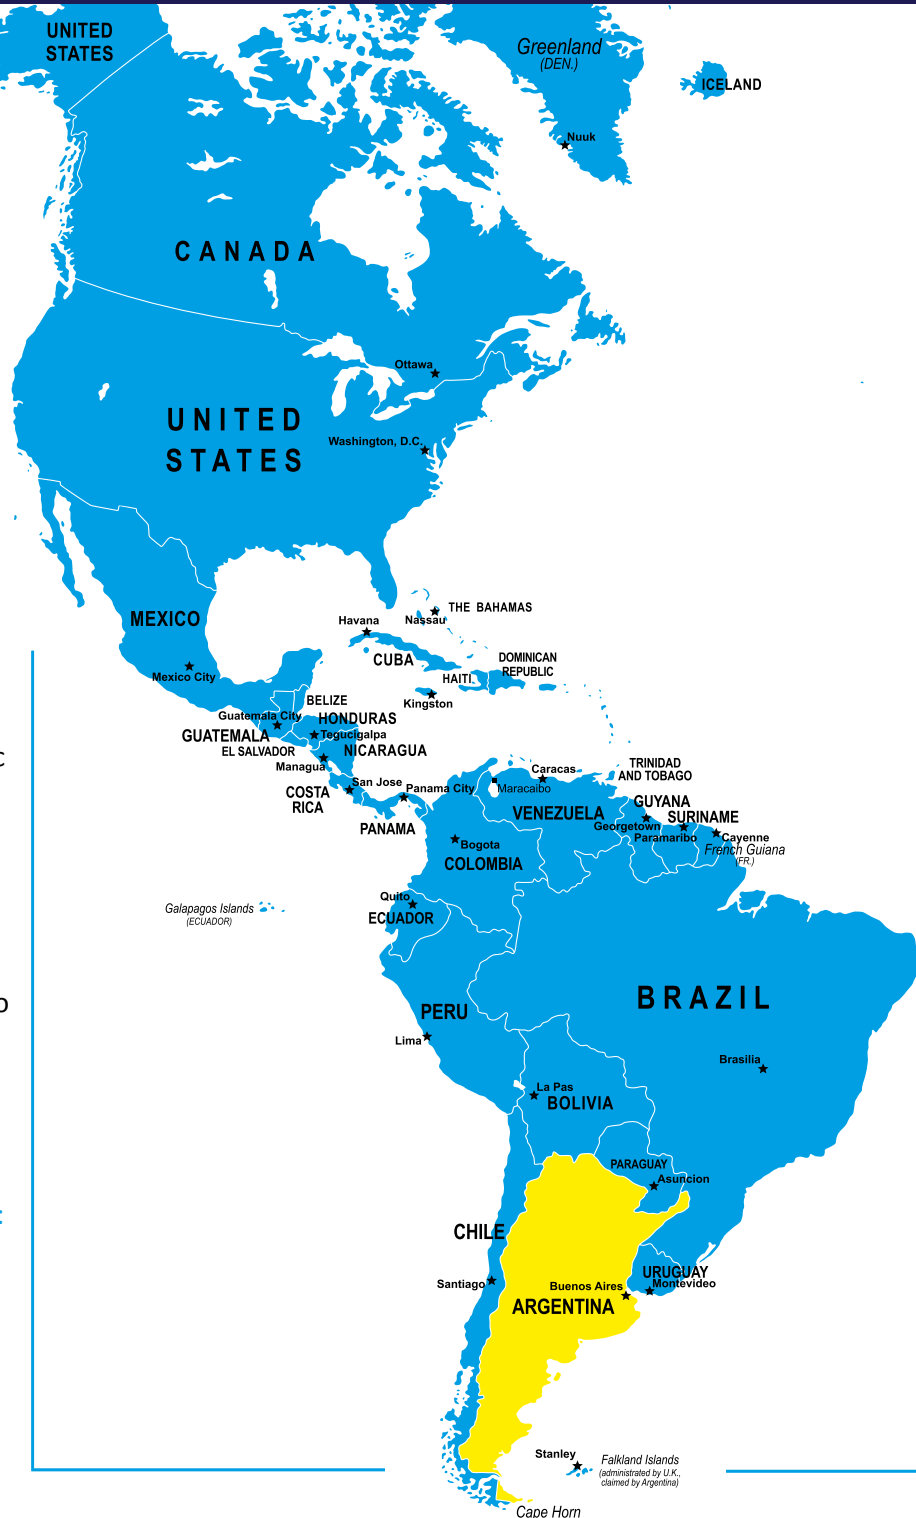 UNITED
STATES
Greenland
(DEN.)
ICELAND
Nuuk
CANADA
Ottawa
UNITED
STATES
Washington, D.C.
MEXICO
Havana
Nassau
THE BAHAMAS
CUBA
DOMINICAN
REPUBLIC
HAITI
Mexico City
Kingston
BELIZE
Guatemala City
HONDURAS
GUATEMALA
Tegucigalpa
EL SALVADOR
NICARAGUA
Managua
C
Caracas
TRINIDAD
AND TOBAGO
San Jose
Panama City
Maracaibo
COSTA
RICA
PANAMA
VENEZUELA
GUYANA
SURINAME
Georgetown
Paramaribo
Cayenne
French Guiana
(FR.)
Bogota
COLOMBIA
Quito
ECUADOR
Galapagos Islands
(ECUADOR)
BRAZIL
PERU
Lima
Brasilia
La Pas
BOLIVIA
PARAGUAY
Asuncion
CHILE
URUGUAY
Montevideo
Santiago
Buenos Aires
ARGENTINA
Stanley
Falkland Islands
(administrated by U.K.,
claimed by Argentina)
Cape Horn